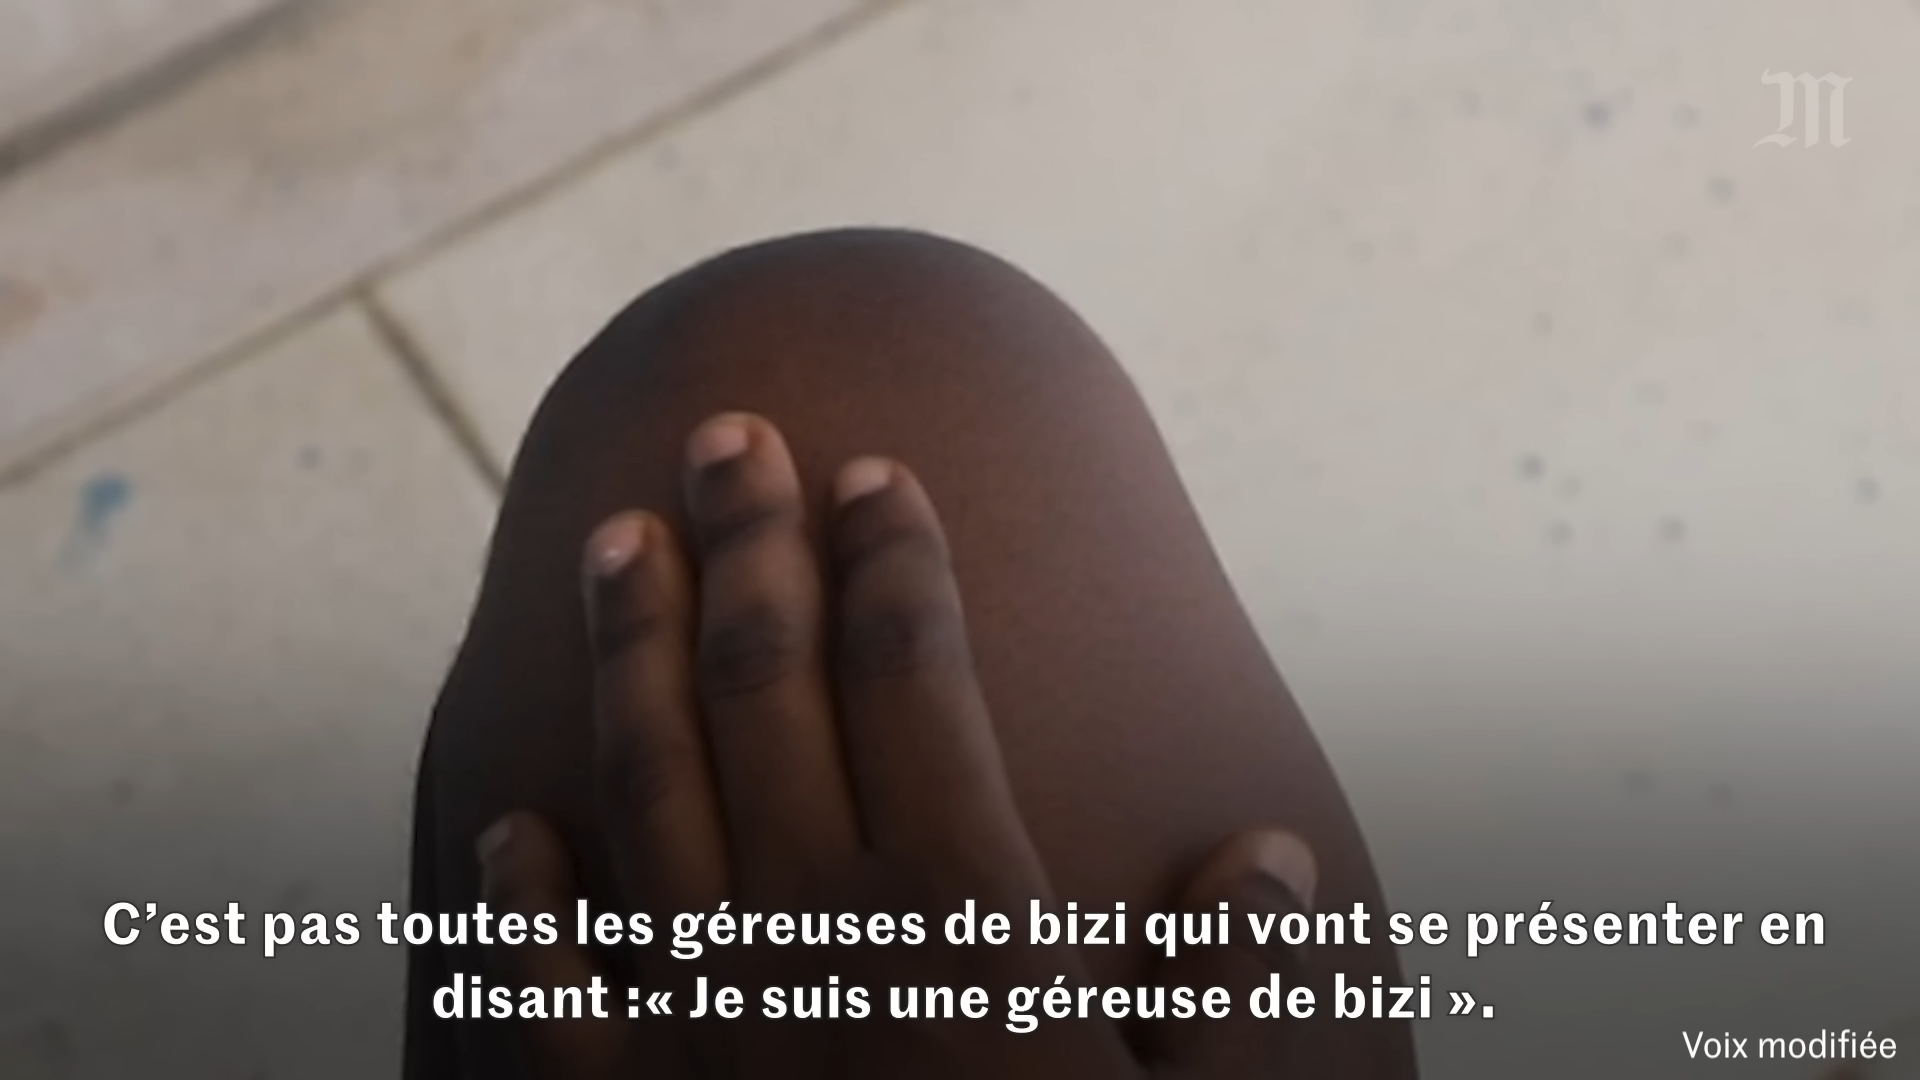 M
C’est pas toutes les géreuses de bizi qui vont se présenter en
disant :« Je suis une géreuse de bizi ».
Voix modifiée